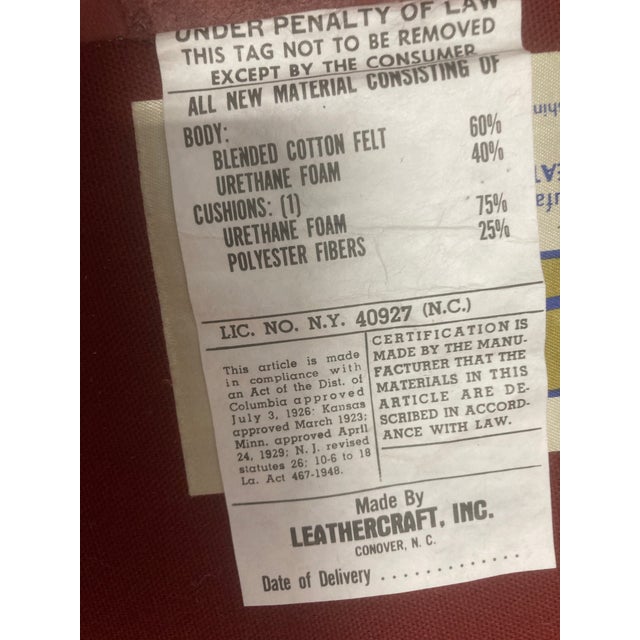 UNDER PENALTY OF LAW
THIS TAG NOT TO BE REMOVED
EXCEPT BY THE CONSUMER
ALL NEW MATERIAL CONSISTING OF
BODY:
BLENDED COTTON FELT 60%
URETHANE FOAM 40%
CUSHIONS: (1)
URETHANE FOAM 75%
POLYESTER FIBERS 25%
LIC. NO. N.Y. 40927 (N.C.)
This article is made
in compliance with
an Act of the Dist. of
Columbia approved
July 3, 1926; Kansas
approved March 1923;
Minn. approved April
24, 1929; N. J. revised
statutes 26: 10-6 to 18
La. Act 467-1948.
CERTIFICATION IS
MADE BY THE MANU-
FACTURER THAT THE
MATERIALS IN THIS
ARTICLE ARE DE-
SCRIBED IN ACCORD-
ANCE WITH LAW.
Made By
LEATHERCRAFT, INC.
CONOVER, N. C.
Date of Delivery . . . . . . . . . . . . .